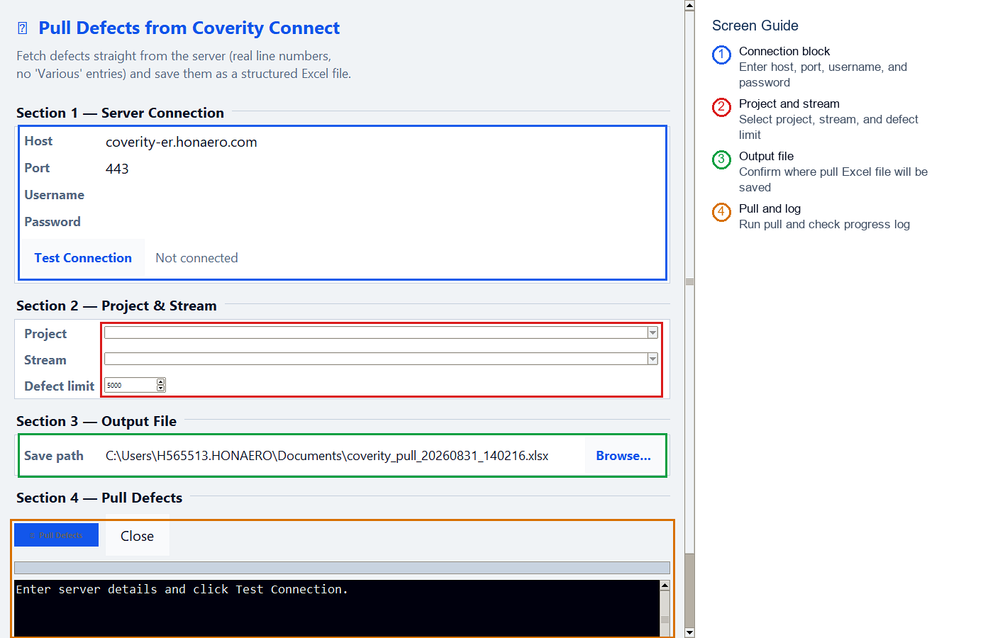 Pull Defects from Coverity Connect
Fetch defects straight from the server (real line numbers,
no 'Various' entries) and save them as a structured Excel file.
Section 1 — Server Connection
Host
coverity-er.honaero.com
Port
443
Username
Password
Test Connection
Not connected
Section 2 — Project & Stream
Project
Stream
Defect limit
5000
Section 3 — Output File
Save path
C:\Users\H565513.HONAERO\Documents\coverity_pull_20260831_140216.xlsx
Browse...
Section 4 — Pull Defects
Pull Defects
Close
Enter server details and click Test Connection.
Screen Guide
1
Connection block
Enter host, port, username, and
password
2
Project and stream
Select project, stream, and defect
limit
3
Output file
Confirm where pull Excel file will be
saved
4
Pull and log
Run pull and check progress log